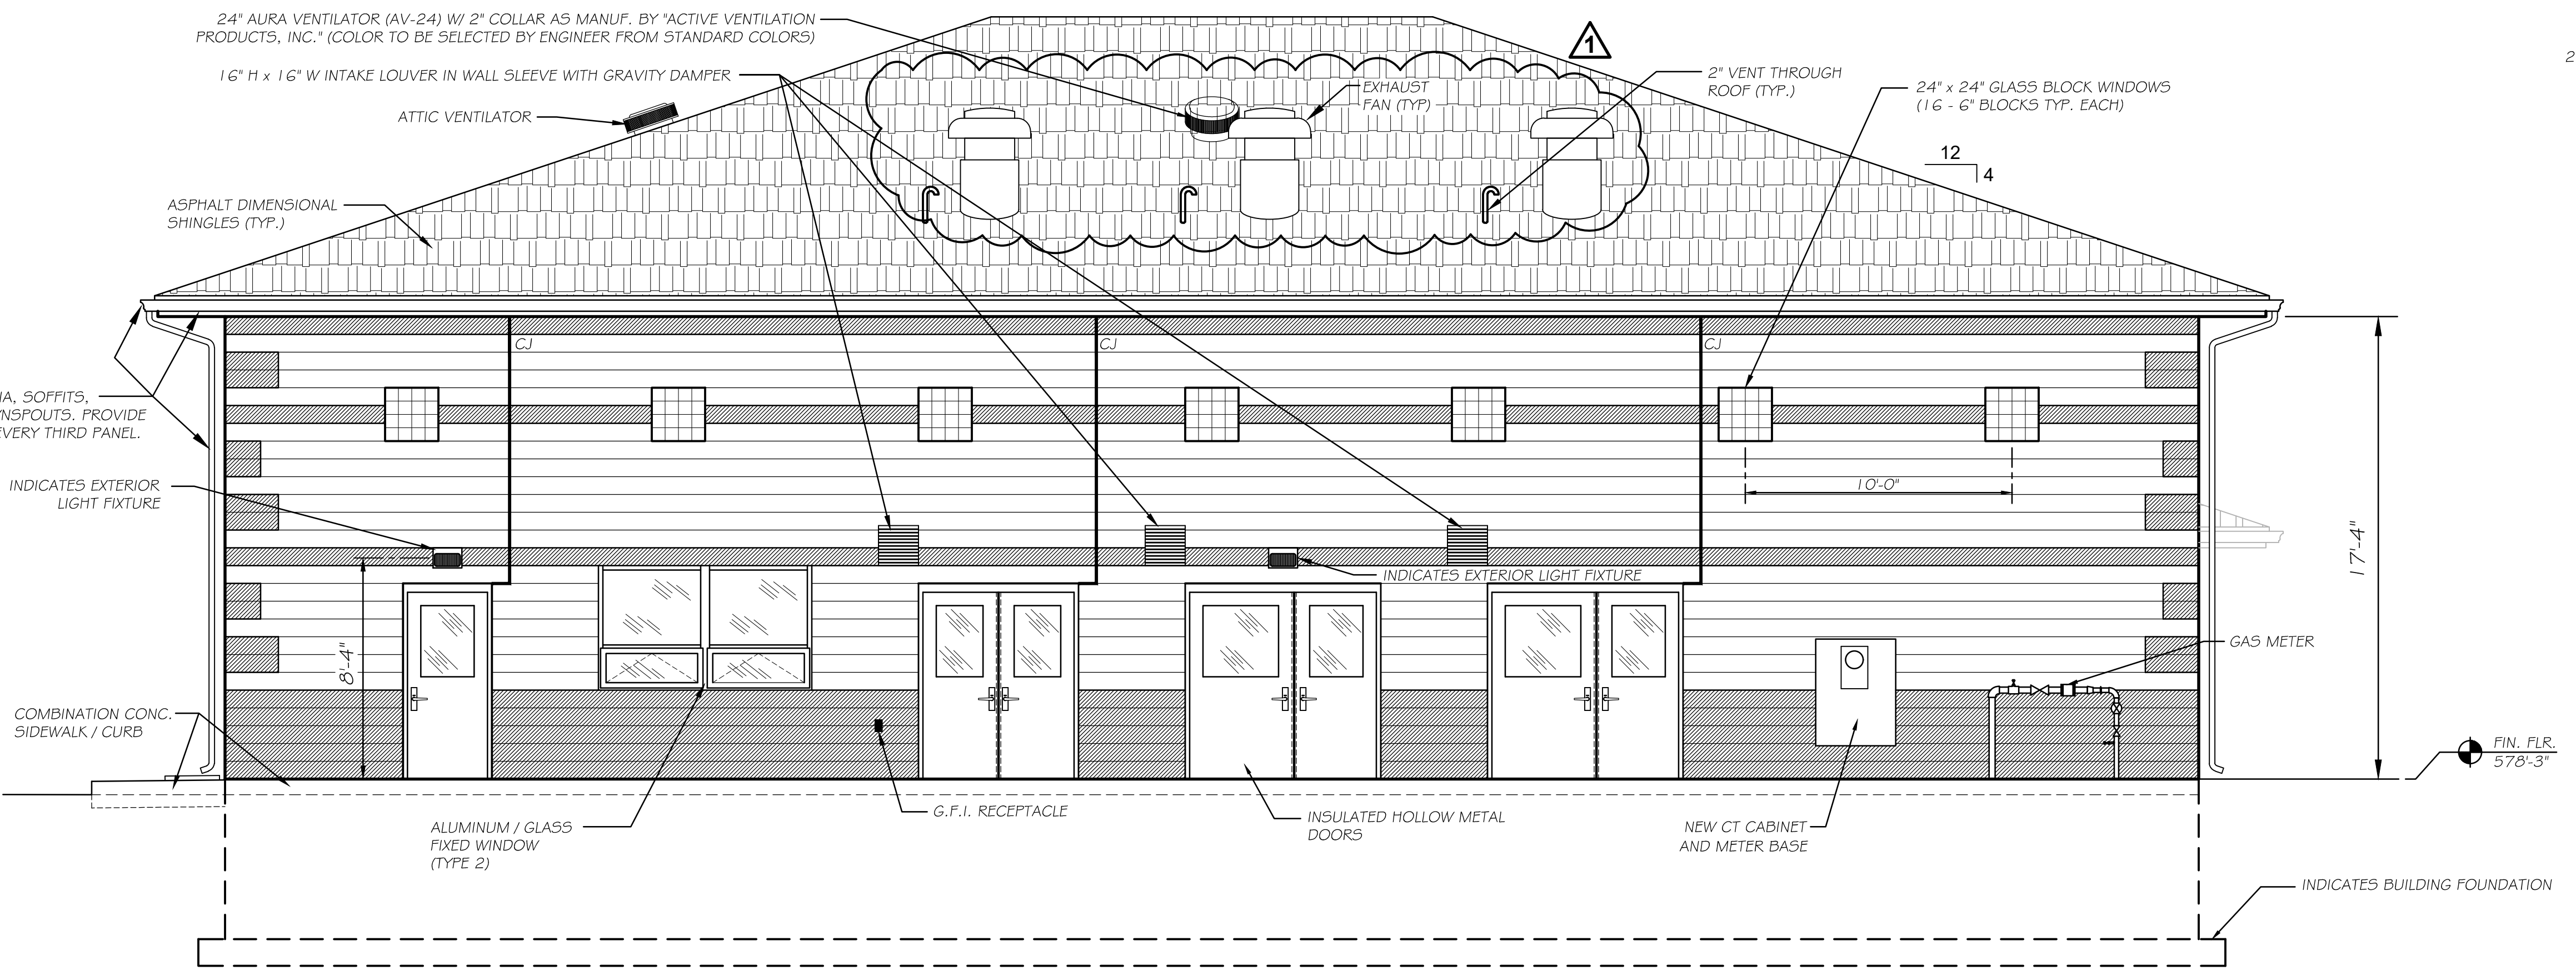 24" AURA VENTILATOR (AV-24) W/ 2" COLLAR AS MANUF. BY "ACTIVE VENTILATION
PRODUCTS, INC." (COLOR TO BE SELECTED BY ENGINEER FROM STANDARD COLORS)
16" H x 16" W INTAKE LOUVER IN WALL SLEEVE WITH GRAVITY DAMPER
ATTIC VENTILATOR
1
EXHAUST
FAN (TYP)
2" VENT THROUGH
ROOF (TYP.)
24" x 24" GLASS BLOCK WINDOWS
(16 - 6" BLOCKS TYP. EACH)
2
12
4
ASPHALT DIMENSIONAL
SHINGLES (TYP.)
CJ
CJ
CJ
IA, SOFFITS,
NSPOUTS. PROVIDE
EVERY THIRD PANEL.
INDICATES EXTERIOR
LIGHT FIXTURE
10'-0"
17'-4"
INDICATES EXTERIOR LIGHT FIXTURE
8'-4"
GAS METER
COMBINATION CONC.
SIDEWALK / CURB
FIN. FLR.
578'-3"
G.F.I. RECEPTACLE
ALUMINUM / GLASS
FIXED WINDOW
(TYPE 2)
INSULATED HOLLOW METAL
DOORS
NEW CT CABINET
AND METER BASE
INDICATES BUILDING FOUNDATION